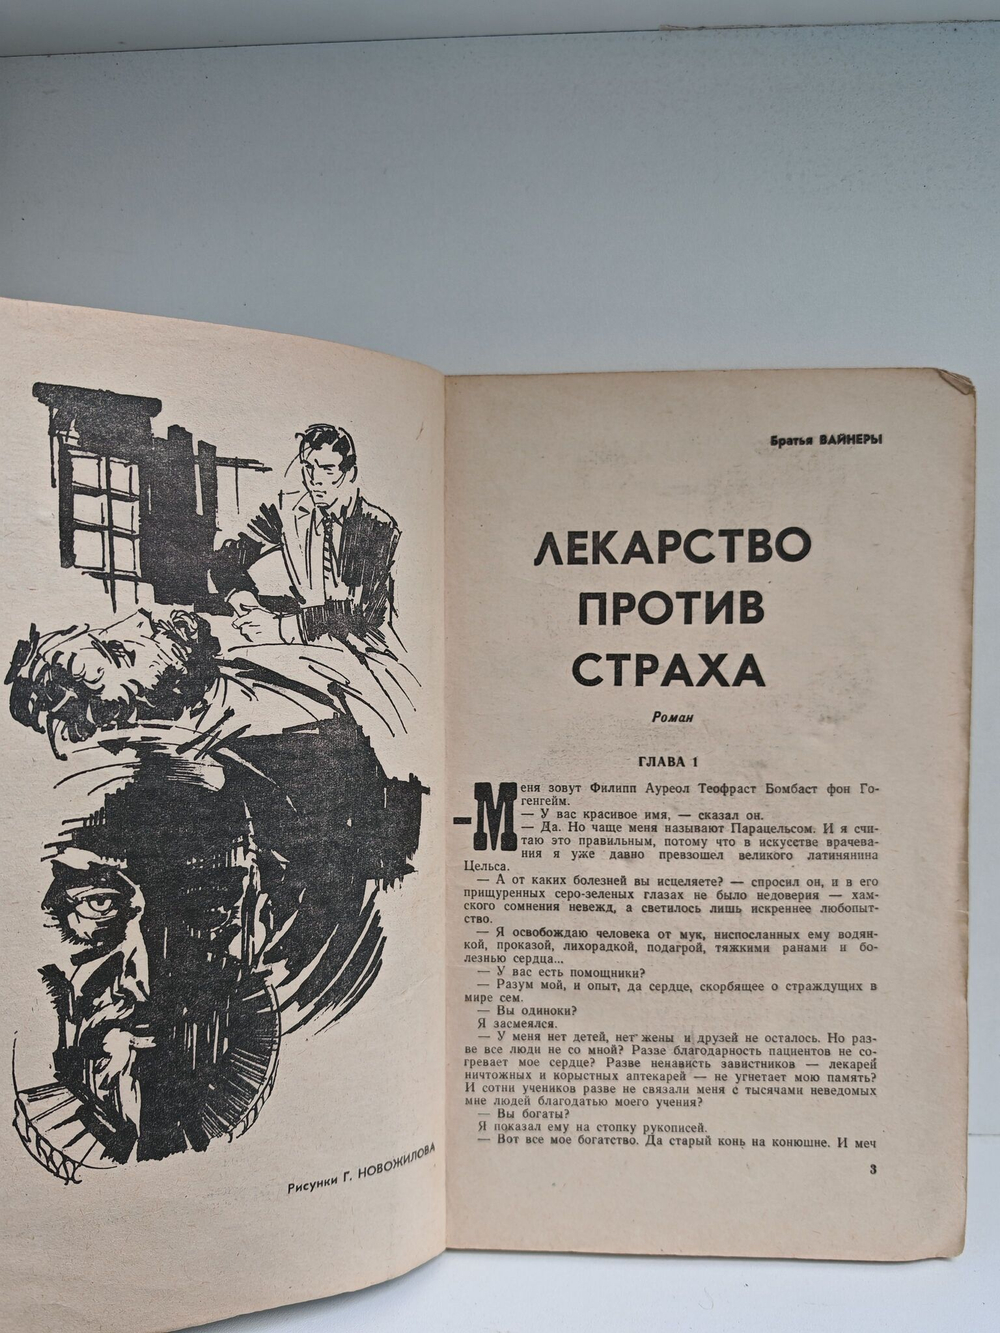 Рисунки Г. НОВОЖИЛОВА
Братья ВАЙНЕРЫ
ЛЕКАРСТВО
ПРОТИВ
СТРАХА
Роман
ГЛАВА 1
–Меня зовут Филипп Ауреол Теофраст Бомбаст фон Го-
генгейм.
— У вас красивое имя, — сказал он.
— Да. Но чаще меня называют Парацельсом. И я счи-
таю это правильным, потому что в искусстве врачева-
ния я уже давно превзошел великого латинянина
Цельса.
— А от каких болезней вы исцеляете? — спросил он, и в его
прищуренных серо-зеленых глазах не было недоверия — хам-
ского сомнения невежд, а светилось лишь искреннее любопыт-
ство.
— Я освобождаю человека от мук, ниспосланных ему водян-
кой, проказой, лихорадкой, подагрой, тяжкими ранами и бо-
лезнью сердца...
— У вас есть помощники?
— Разум мой, и опыт, да сердце, скорбящее о страждущих в
мире сем.
— Вы одиноки?
Я засмеялся.
— У меня нет детей, нет жены и друзей не осталось. Но раз-
ве все люди не со мной? Разве благодарность пациентов не со-
гревает мое сердце? Разве ненависть завистников — лекарей
ничтожных и корыстных аптекарей — не угнетает мою память?
И сотни учеников разве не связали меня с тысячами неведомых
мне людей благодатью моего учения?
— Вы богаты?
Я показал ему на стопку рукописей.
— Вот все мое богатство. Да старый конь на конюшне. И меч
3